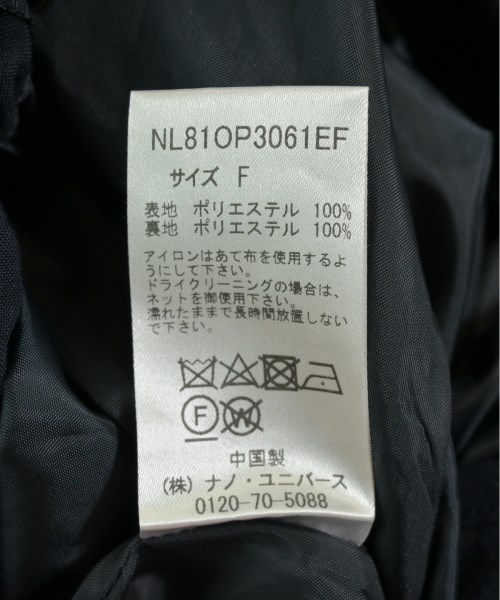 NL81OP3061EF
サイズ F
表地 ポリエステル 100%
裏地 ポリエステル 100%
アイロンはあて布を使用するよ
うにして下さい。
ドライクリーニングの場合は、
ネットを御使用下さい。
濡れたままで長時間放置しない
で下さい。
F W
中国製
(株) ナノ・ユニバース
0120-70-5088